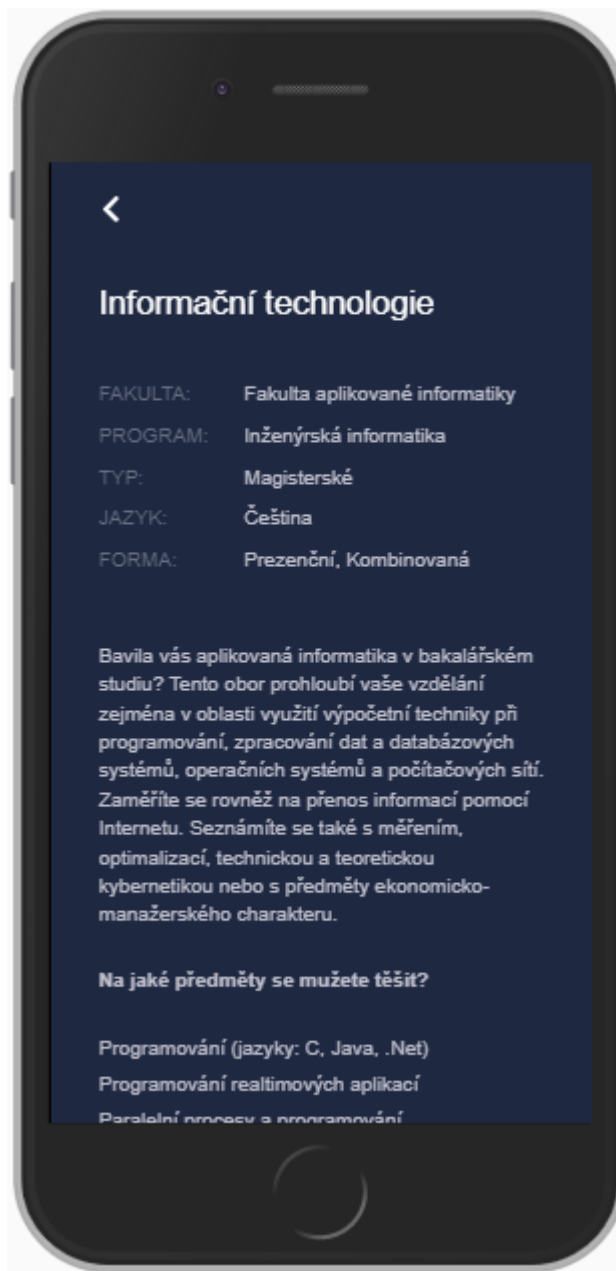 Informační technologie
FAKULTA: Fakulta aplikované informatiky
PROGRAM: Inženýrská informatika
TYP: Magisterské
JAZYK: Čeština
FORMA: Prezenční, Kombinovaná
Bavila vás aplikovaná informatika v bakalářském
studiu? Tento obor prohloubí vaše vzdělání
zejména v oblasti využití výpočetní techniky při
programování, zpracování dat a databázových
systémů, operačních systémů a počítačových sítí.
Zaměříte se rovněž na přenos informací pomocí
Internetu. Seznámíte se také s měřením,
optimalizací, technickou a teoretickou
kybernetikou nebo s předměty ekonomicko-
manažerského charakteru.
Na jaké předměty se mužete těšit?
Programování (jazyky: C, Java, .Net)
Programování realtimových aplikací
Paralelní procesy a programování